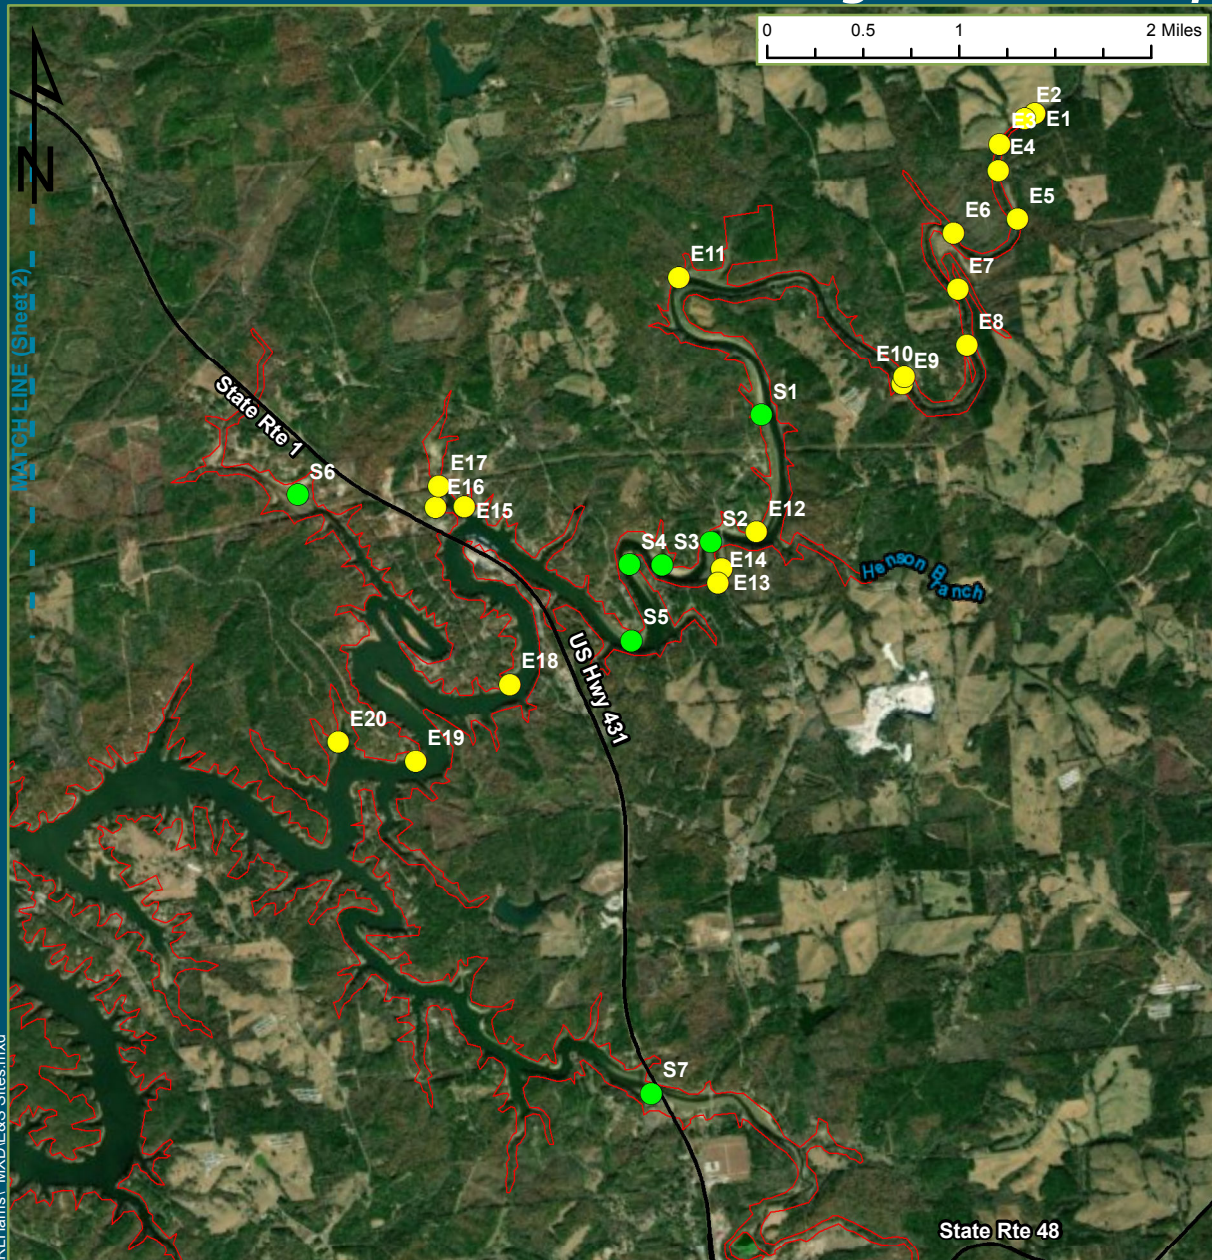 0 0.5 1 2 Miles
N
E2
E1
E3
E4
E5
E6
E7
E8
E9
E10
E11
S1
MATCH LINE (Sheet 2)
State Rte 1
S6
E17
E16
E15
E12
S2
S3
S4
E14
E13
Henson Branch
S5
US Hwy 431
E18
E20
E19
S7
State Rte 48